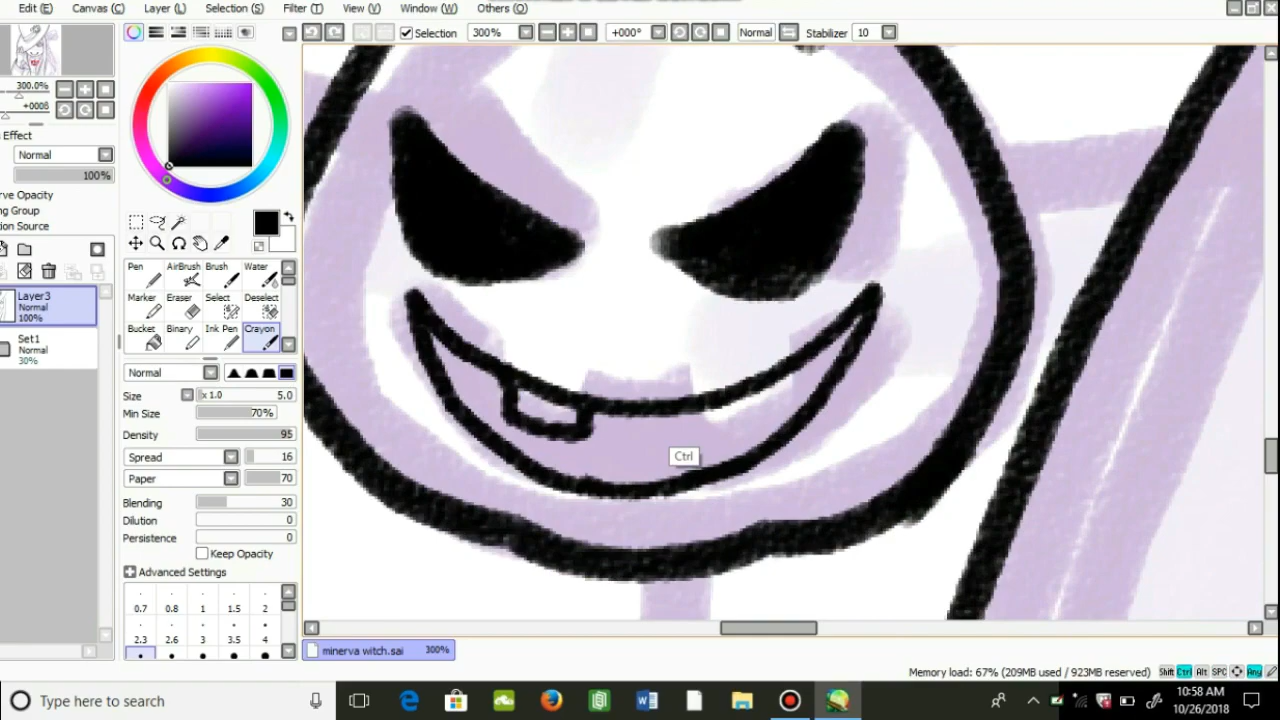 Edit (E) Canvas (C) Layer (L) Selection (S) Filter (T) View (V) Window (W) Others (O)
Selection 300% +000° Normal Stabilizer 10
300.0%
Effect
Normal
100%
Layer3
Normal
100%
Set1
Normal
30%
Pen AirBrush Brush Water
Marker Eraser Select Deselect
Bucket Binary Ink Pen Crayon
Normal
Size x 1.0 5.0
Min Size 70%
Density 95
Spread 16
Paper 70
Blending 30
Dilution 0
Persistence 0
Keep Opacity
Advanced Settings
0.7 0.8 1 1.5 2
2.3 2.6 3 3.5 4
Ctrl
minerva witch.sai 300%
Memory load: 67% (209MB used / 923MB reserved) Shift Ctrl Alt SPC Any
Type here to search
10:58 AM
10/26/2018